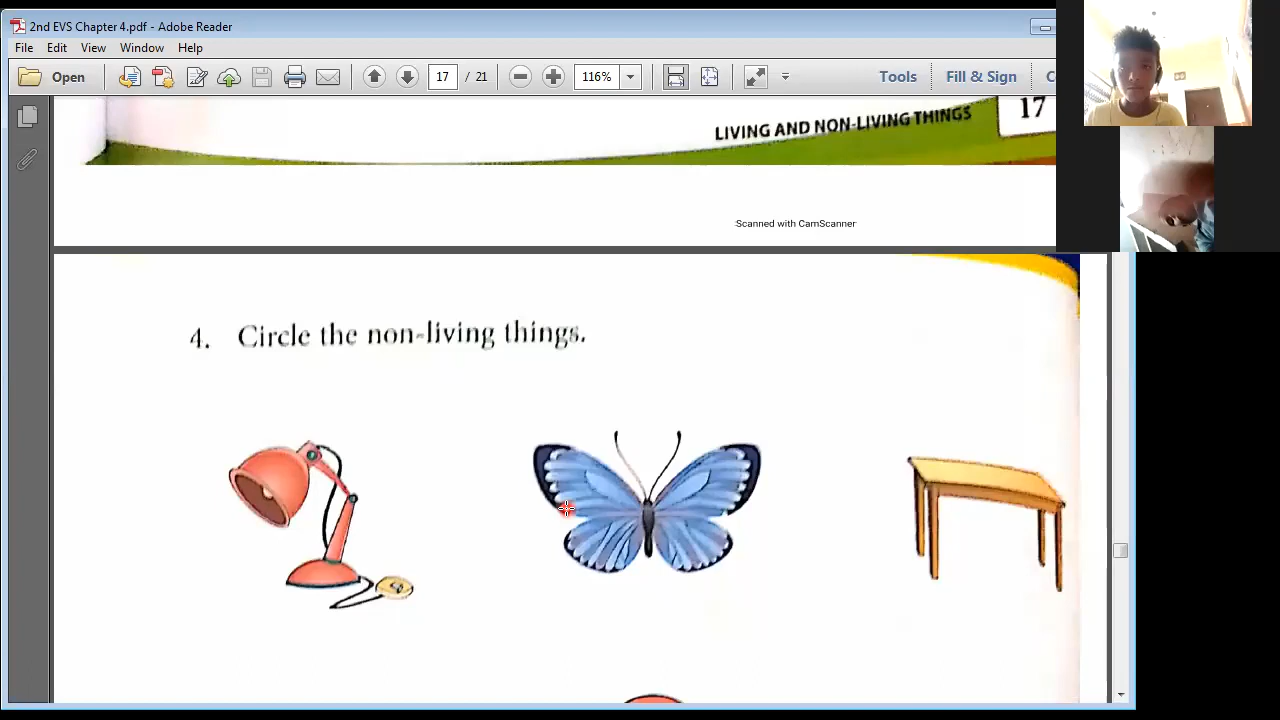 2nd EVS Chapter 4.pdf - Adobe Reader
File Edit View Window Help
Open 17 / 21 116% Tools Fill & Sign
LIVING AND NON-LIVING THINGS 17
Scanned with CamScanner
4. Circle the non-living things.